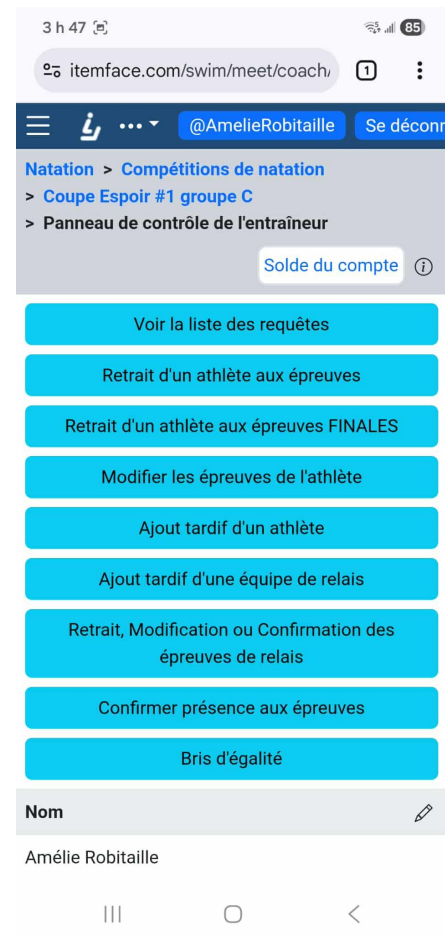 3 h 47
85
itemface.com/swim/meet/coach/
1
@AmelieRobitaille
Se déconn
Natation > Compétitions de natation
> Coupe Espoir #1 groupe C
> Panneau de contrôle de l'entraîneur
Solde du compte
Voir la liste des requêtes
Retrait d'un athlète aux épreuves
Retrait d'un athlète aux épreuves FINALES
Modifier les épreuves de l'athlète
Ajout tardif d'un athlète
Ajout tardif d'une équipe de relais
Retrait, Modification ou Confirmation des
épreuves de relais
Confirmer présence aux épreuves
Bris d'égalité
Nom
Amélie Robitaille